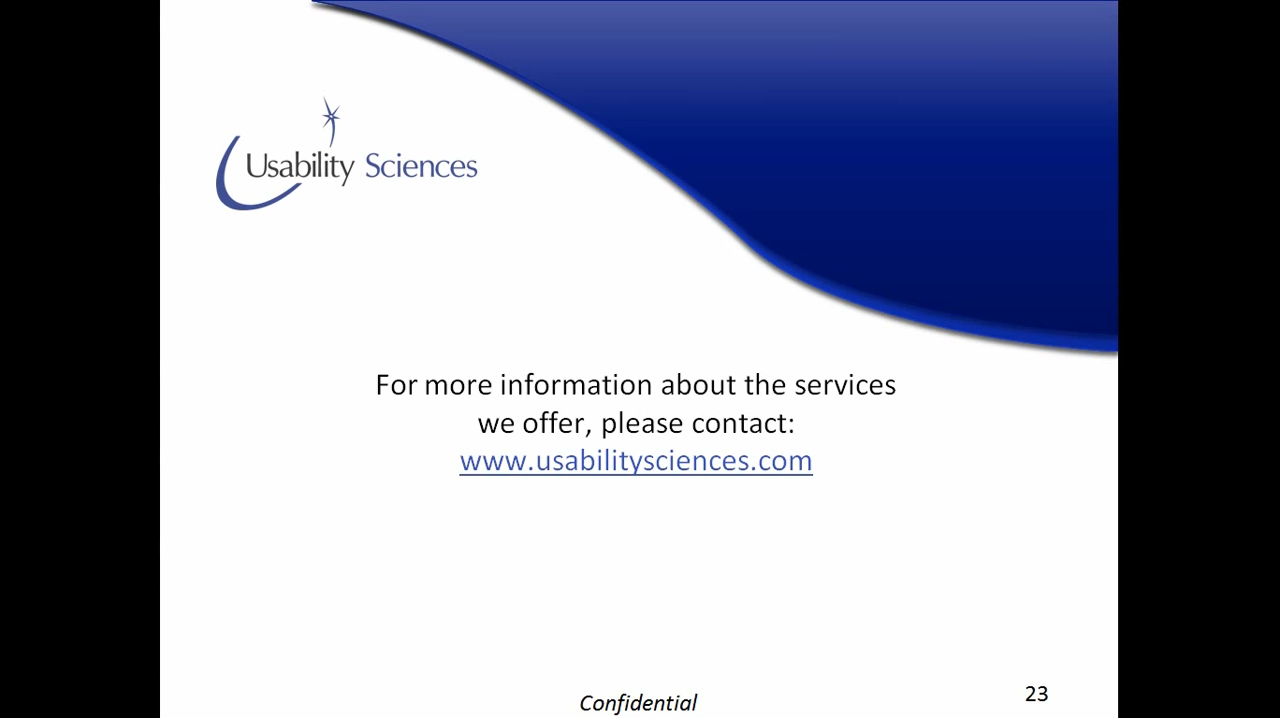 Usability Sciences
For more information about the services
we offer, please contact:
www.usabilitysciences.com
Confidential
23